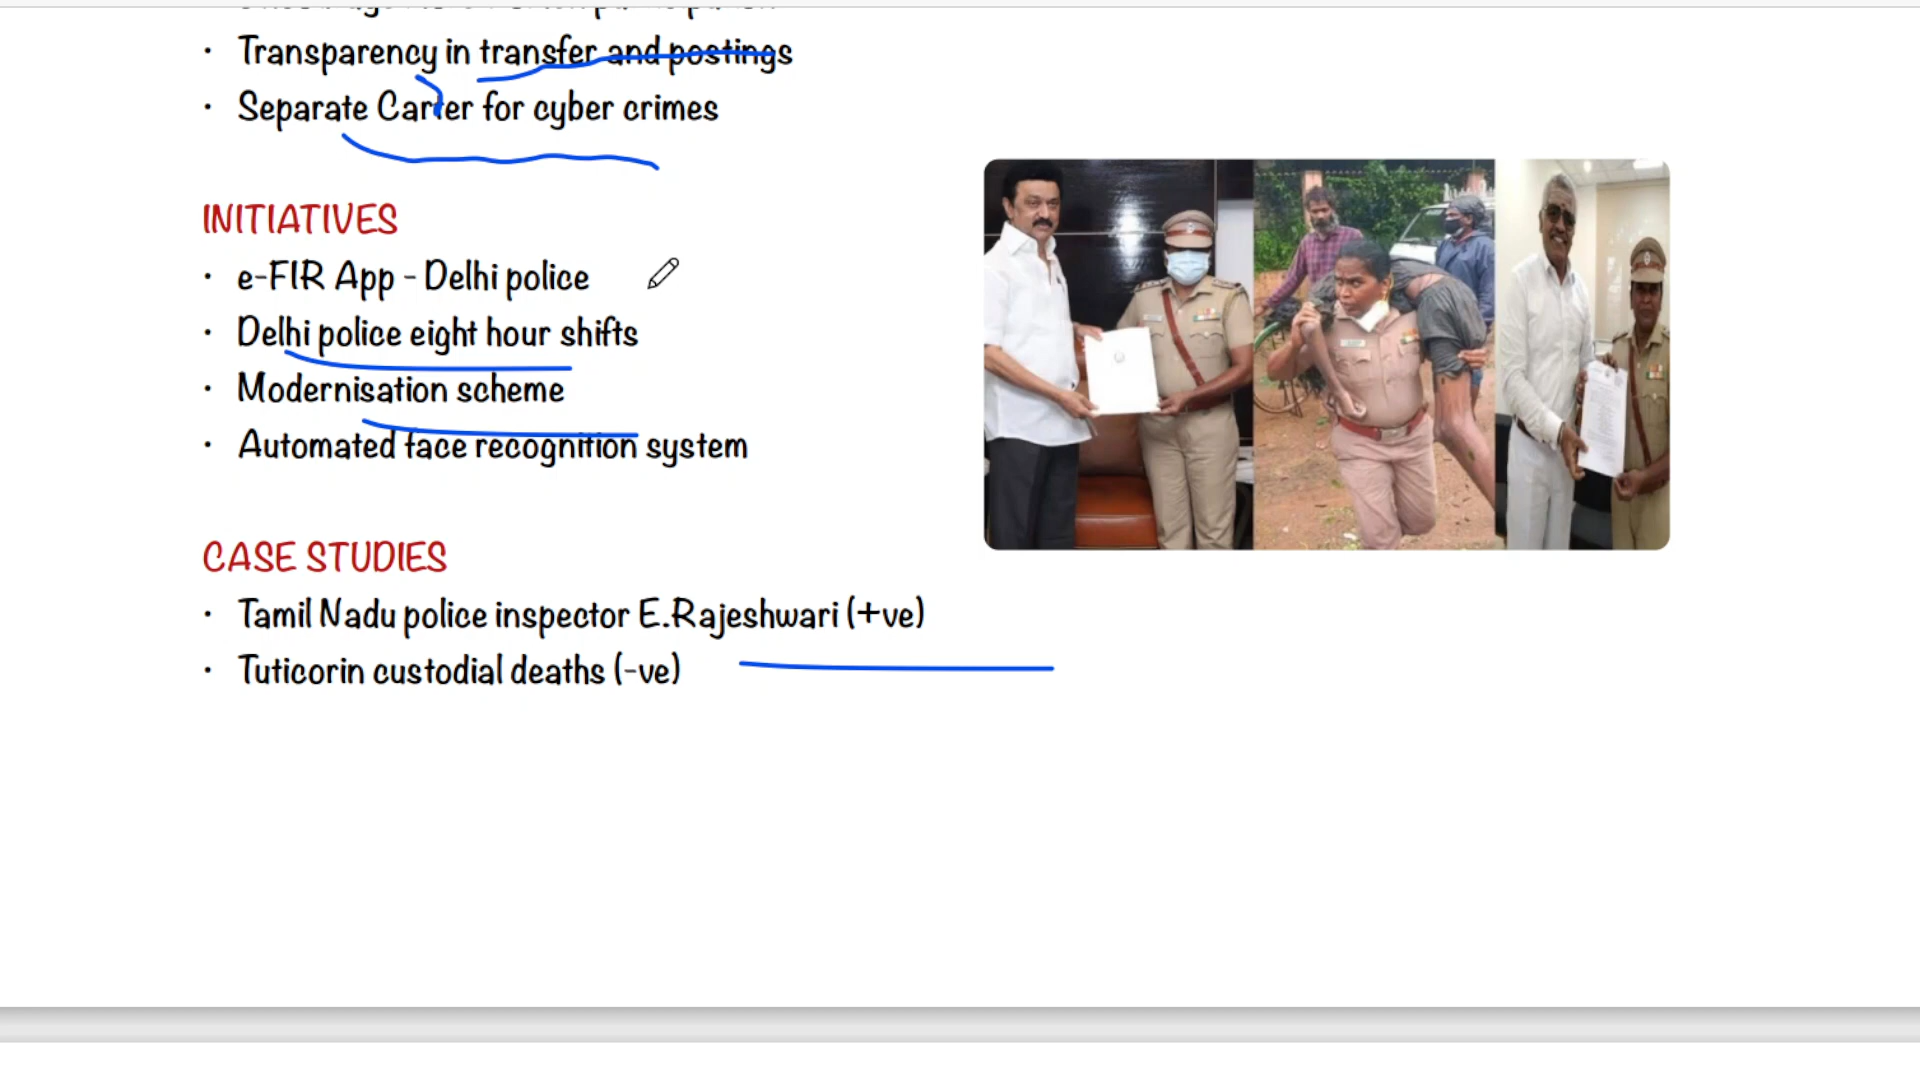 · Transparency in transfer and postings
· Separate Carrer for cyber crimes
INITIATIVES
· e-FIR App - Delhi police
· Delhi police eight hour shifts
· Modernisation scheme
· Automated face recognition system
CASE STUDIES
· Tamil Nadu police inspector E.Rajeshwari (+ve)
· Tuticorin custodial deaths (-ve)